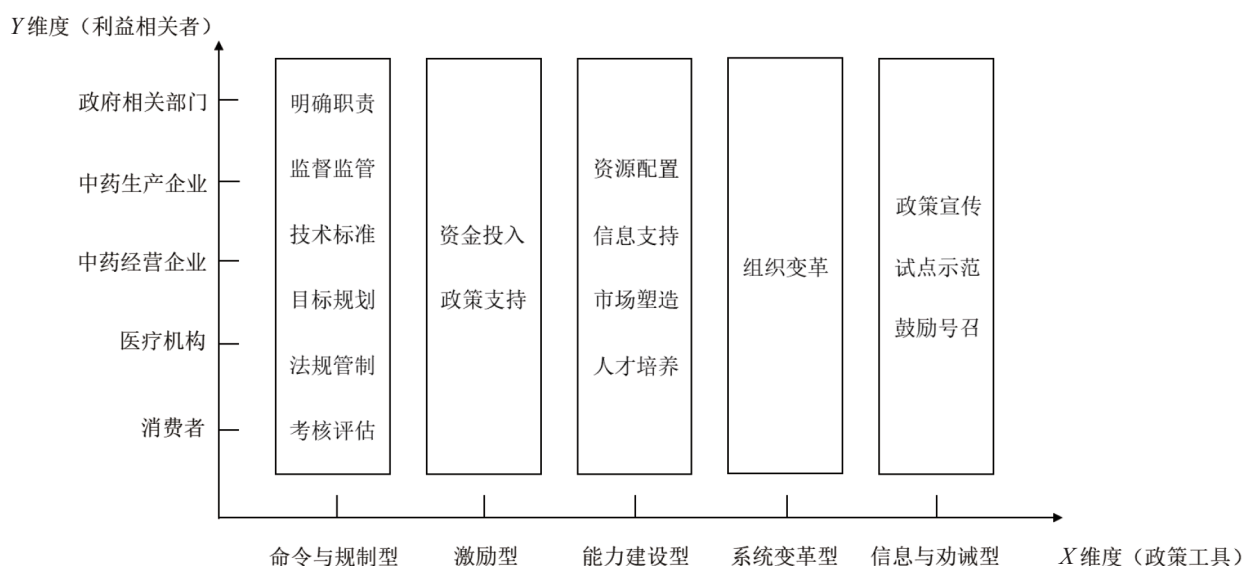 Y维度（利益相关者）
政府相关部门
中药生产企业
中药经营企业
医疗机构
消费者
明确职责
监督监管
技术标准
目标规划
法规管制
考核评估
资金投入
政策支持
资源配置
信息支持
市场塑造
人才培养
组织变革
政策宣传
试点示范
鼓励号召
命令与规制型
激励型
能力建设型
系统变革型
信息与劝诫型
X维度（政策工具）